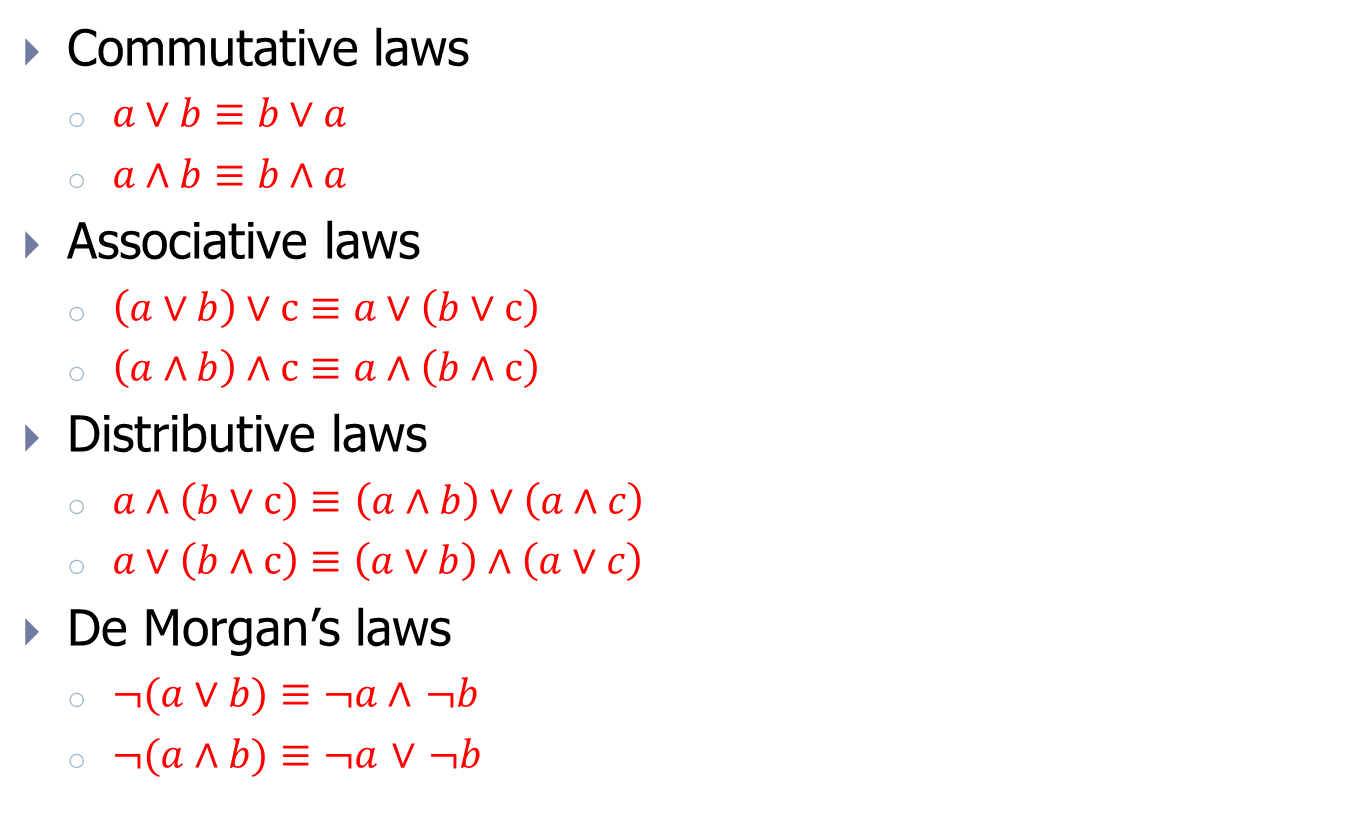 Commutative laws
a ∨ b ≡ b ∨ a
a ∧ b ≡ b ∧ a
Associative laws
(a ∨ b) ∨ c ≡ a ∨ (b ∨ c)
(a ∧ b) ∧ c ≡ a ∧ (b ∧ c)
Distributive laws
a ∧ (b ∨ c) ≡ (a ∧ b) ∨ (a ∧ c)
a ∨ (b ∧ c) ≡ (a ∨ b) ∧ (a ∨ c)
De Morgan’s laws
¬(a ∨ b) ≡ ¬a ∧ ¬b
¬(a ∧ b) ≡ ¬a ∨ ¬b